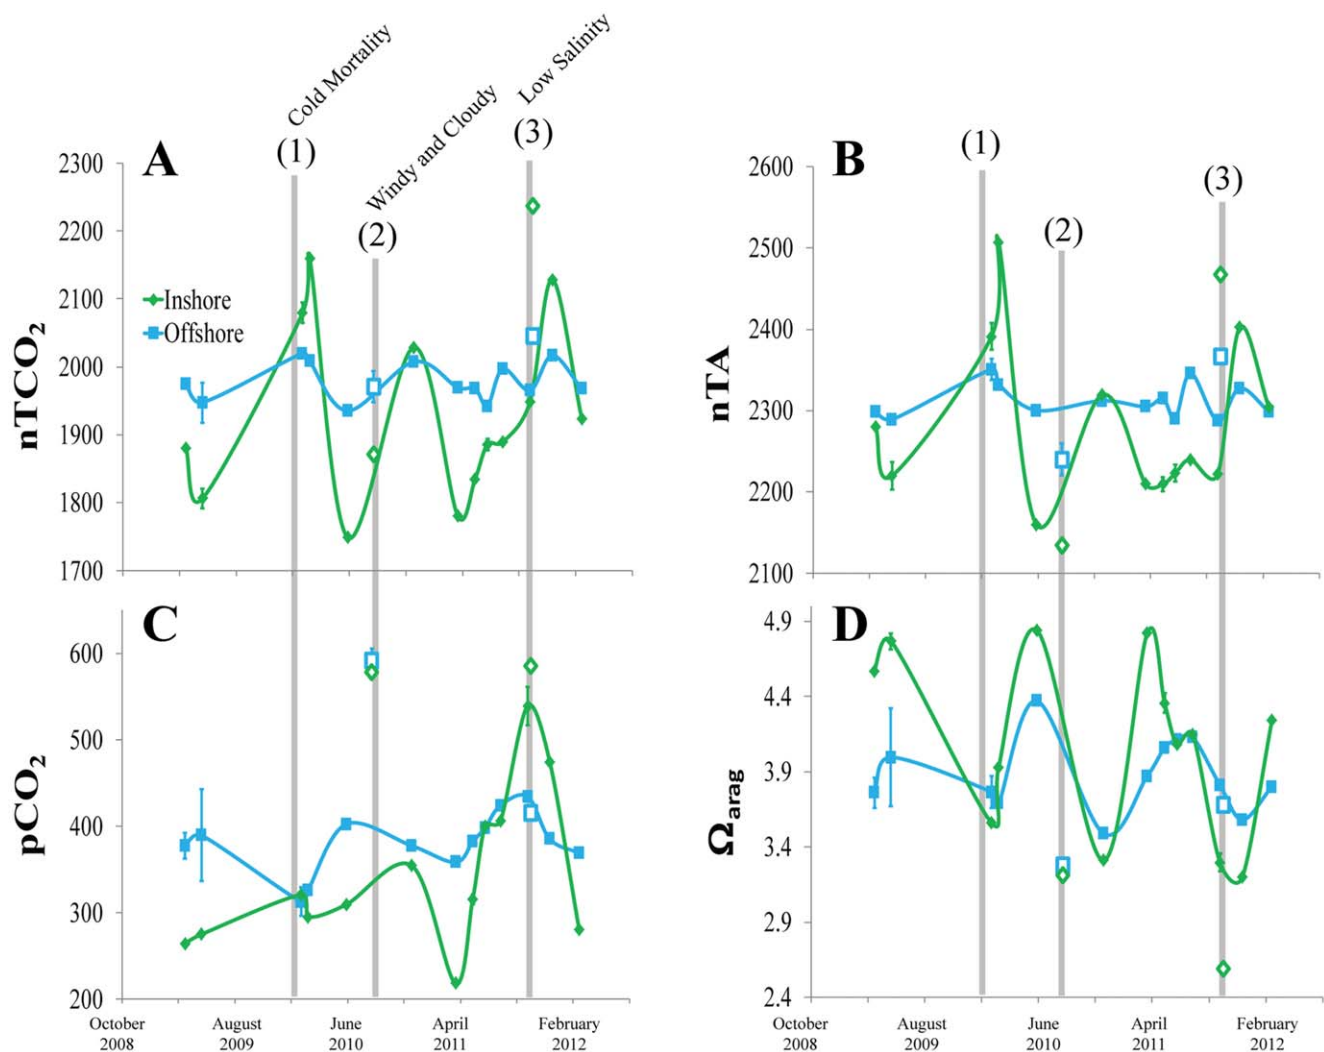 Cold Mortality
Windy and Cloudy
Low Salinity
A
(1)
(2)
(3)
2300
2200
2100
2000
1900
1800
1700
nTCO2
Inshore
Offshore
B
(1)
(2)
(3)
2600
2500
2400
2300
2200
2100
nTA
C
600
500
400
300
200
pCO2
October 2008
August 2009
June 2010
April 2011
February 2012
D
4.9
4.4
3.9
3.4
2.9
2.4
Ωarag
October 2008
August 2009
June 2010
April 2011
February 2012